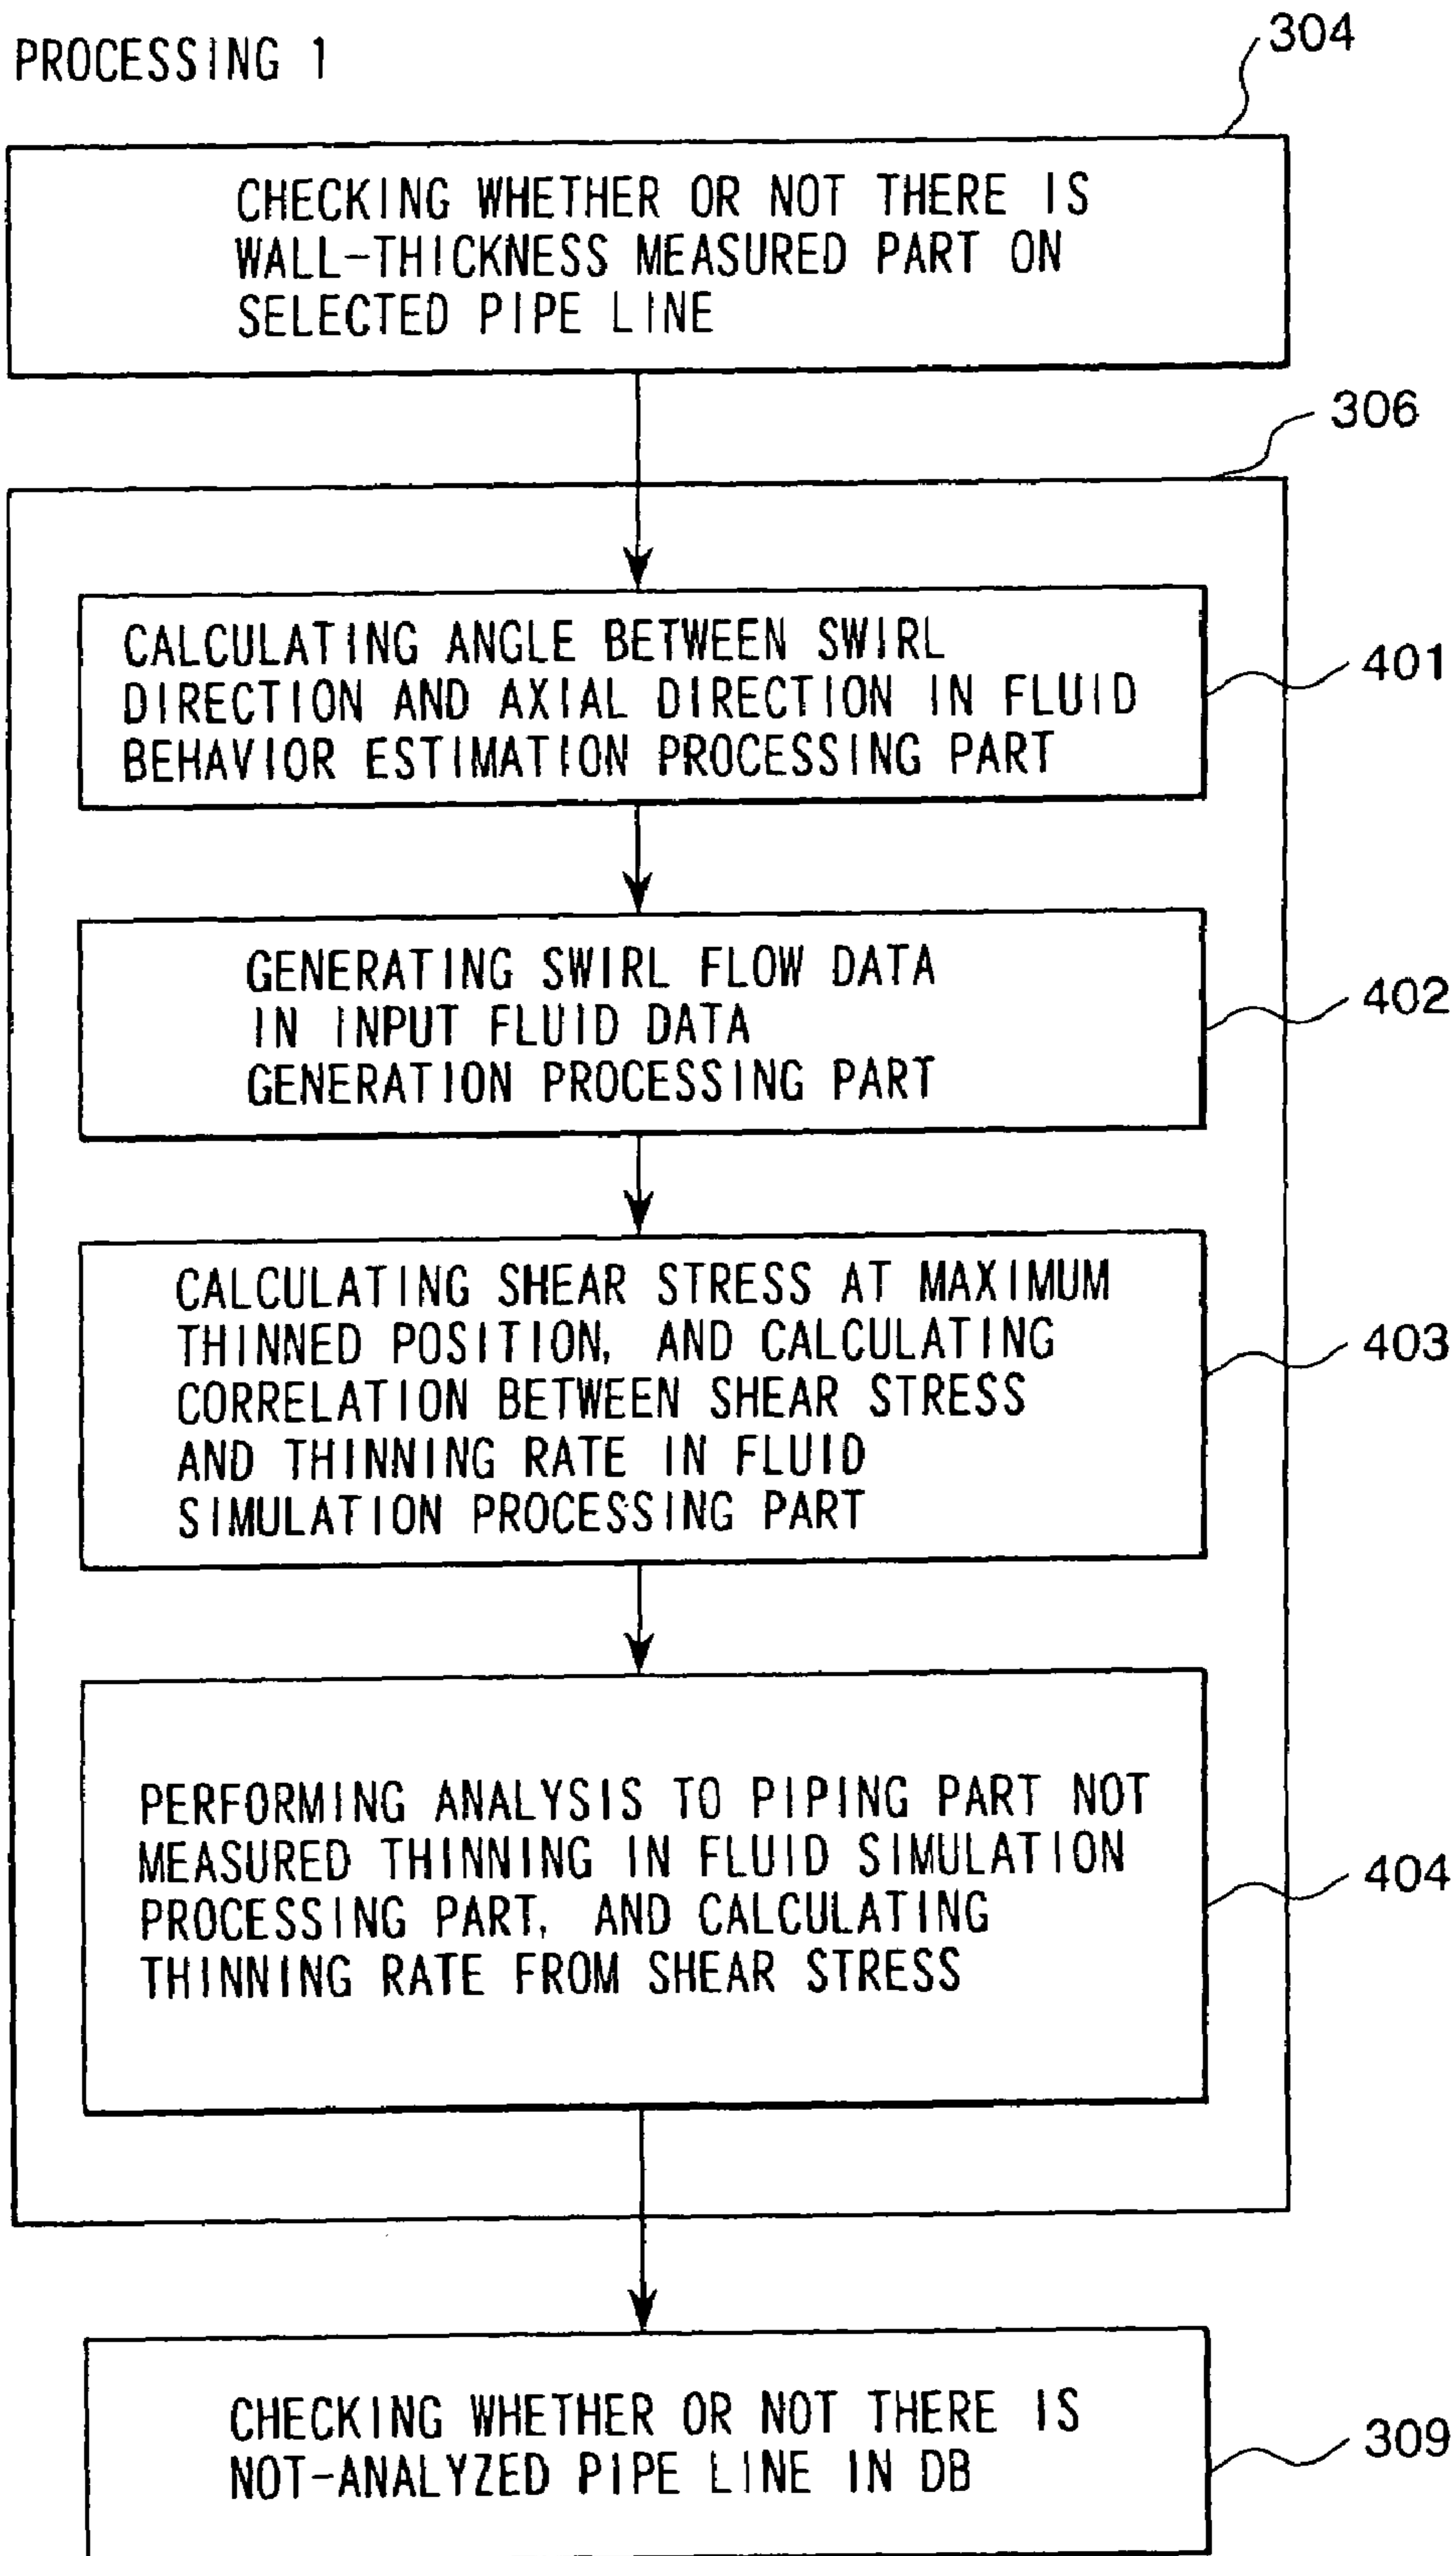 PROCESSING 1
304
CHECKING WHETHER OR NOT THERE IS
WALL-THICKNESS MEASURED PART ON
SELECTED PIPE LINE
306
CALCULATING ANGLE BETWEEN SWIRL
DIRECTION AND AXIAL DIRECTION IN FLUID
BEHAVIOR ESTIMATION PROCESSING PART
401
GENERATING SWIRL FLOW DATA
IN INPUT FLUID DATA
GENERATION PROCESSING PART
402
CALCULATING SHEAR STRESS AT MAXIMUM
THINNED POSITION, AND CALCULATING
CORRELATION BETWEEN SHEAR STRESS
AND THINNING RATE IN FLUID
SIMULATION PROCESSING PART
403
PERFORMING ANALYSIS TO PIPING PART NOT
MEASURED THINNING IN FLUID SIMULATION
PROCESSING PART, AND CALCULATING
THINNING RATE FROM SHEAR STRESS
404
CHECKING WHETHER OR NOT THERE IS
NOT-ANALYZED PIPE LINE IN DB
309